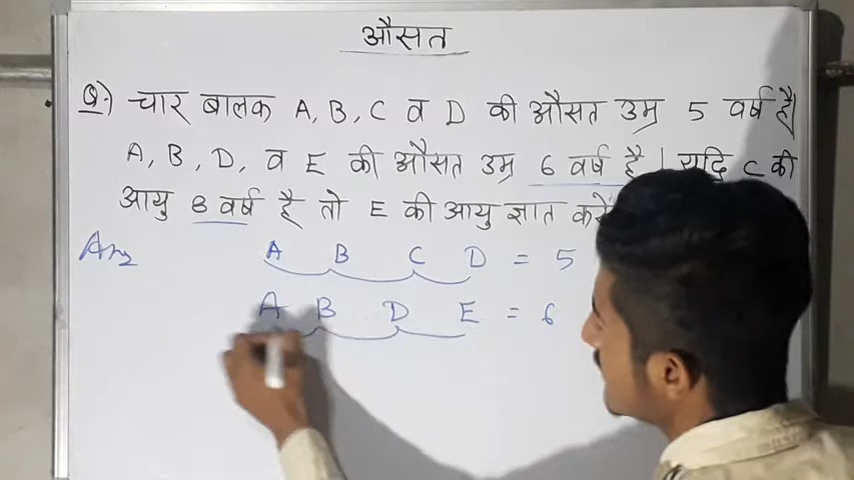 औसत
Q.) चार बालक A, B, C व D की औसत उम्र 5 वर्ष है|
A, B, D, व E की औसत उम्र 6 वर्ष है | यदि C की
आयु 8 वर्ष है तो E की आयु ज्ञात करें
Ans
A B C D = 5
A B D E = 6